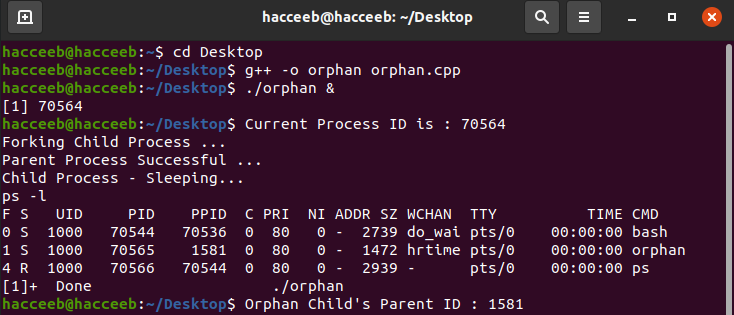 hacceeb@hacceeb: ~/Desktop
hacceeb@hacceeb:~$ cd Desktop
hacceeb@hacceeb:~/Desktop$ g++ -o orphan orphan.cpp
hacceeb@hacceeb:~/Desktop$ ./orphan &
[1] 70564
hacceeb@hacceeb:~/Desktop$ Current Process ID is : 70564
Forking Child Process ...
Parent Process Successful ...
Child Process - Sleeping...
ps -l
F S   UID     PID    PPID  C PRI  NI ADDR SZ WCHAN  TTY          TIME CMD
0 S  1000   70544   70536  0  80   0 -  2739 do_wai pts/0    00:00:00 bash
1 S  1000   70565    1581  0  80   0 -  1472 hrtime pts/0    00:00:00 orphan
4 R  1000   70566   70544  0  80   0 -  2939 -      pts/0    00:00:00 ps
[1]+  Done                    ./orphan
hacceeb@hacceeb:~/Desktop$ Orphan Child's Parent ID : 1581